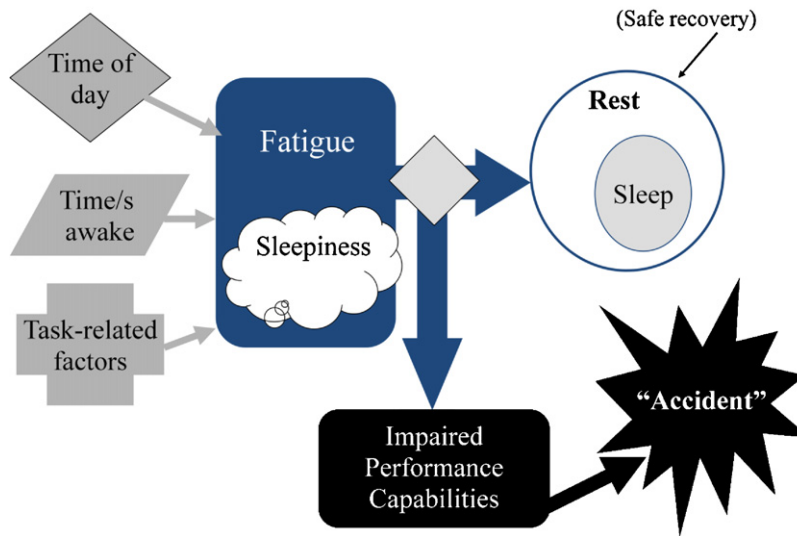 (Safe recovery)
Time of
day
Fatigue
Rest
Time/s
awake
Sleepiness
Sleep
Task-related
factors
Impaired
Performance
Capabilities
“Accident”